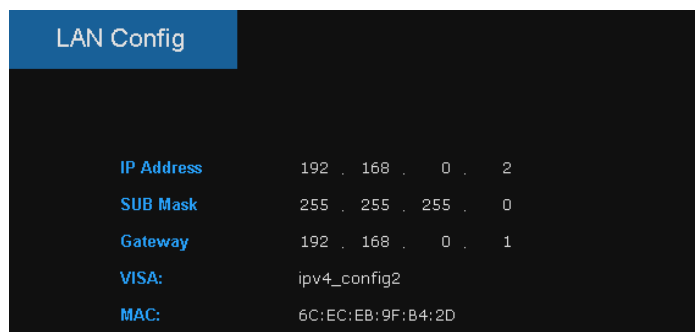 LAN Config
IP Address 192 . 168 . 0 . 2
SUB Mask 255 . 255 . 255 . 0
Gateway 192 . 168 . 0 . 1
VISA: ipv4_config2
MAC: 6C:EC:EB:9F:B4:2D